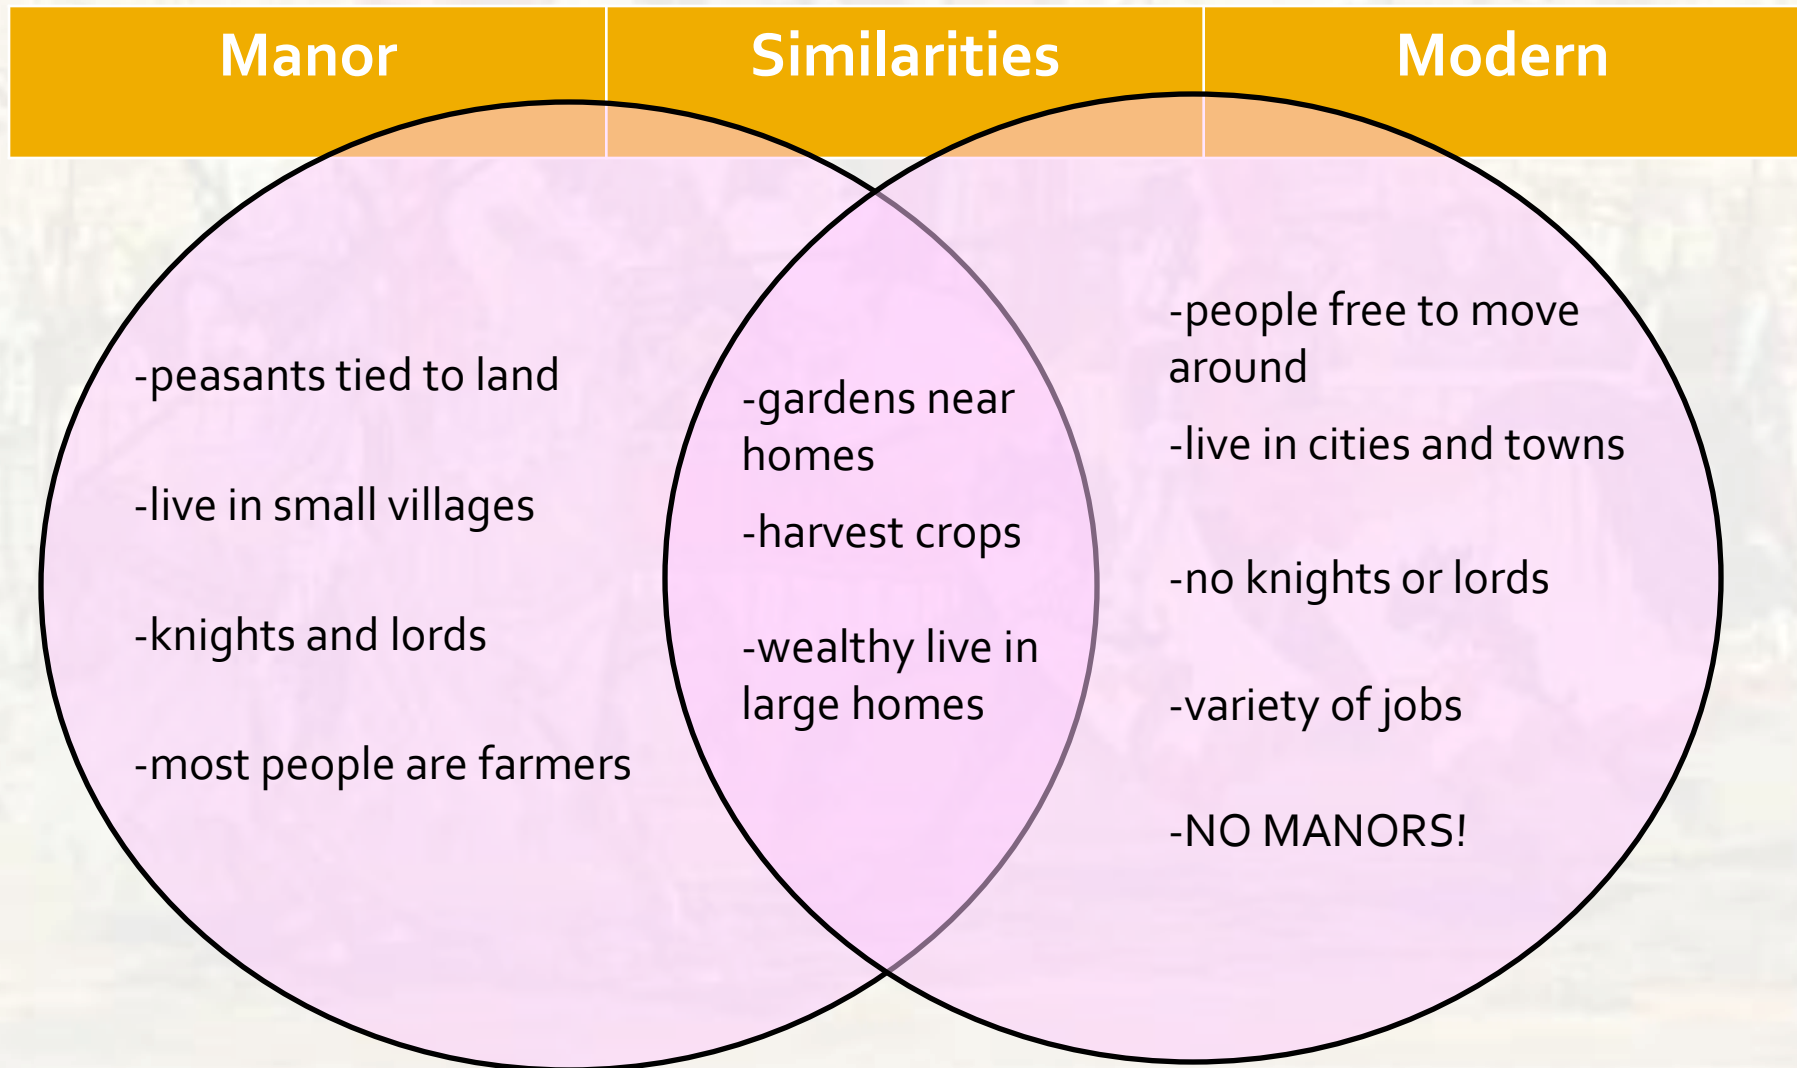 Manor
Similarities
Modern
-peasants tied to land
-live in small villages
-knights and lords
-most people are farmers
-gardens near
homes
-harvest crops
-wealthy live in
large homes
-people free to move
around
-live in cities and towns
-no knights or lords
-variety of jobs
-NO MANORS!